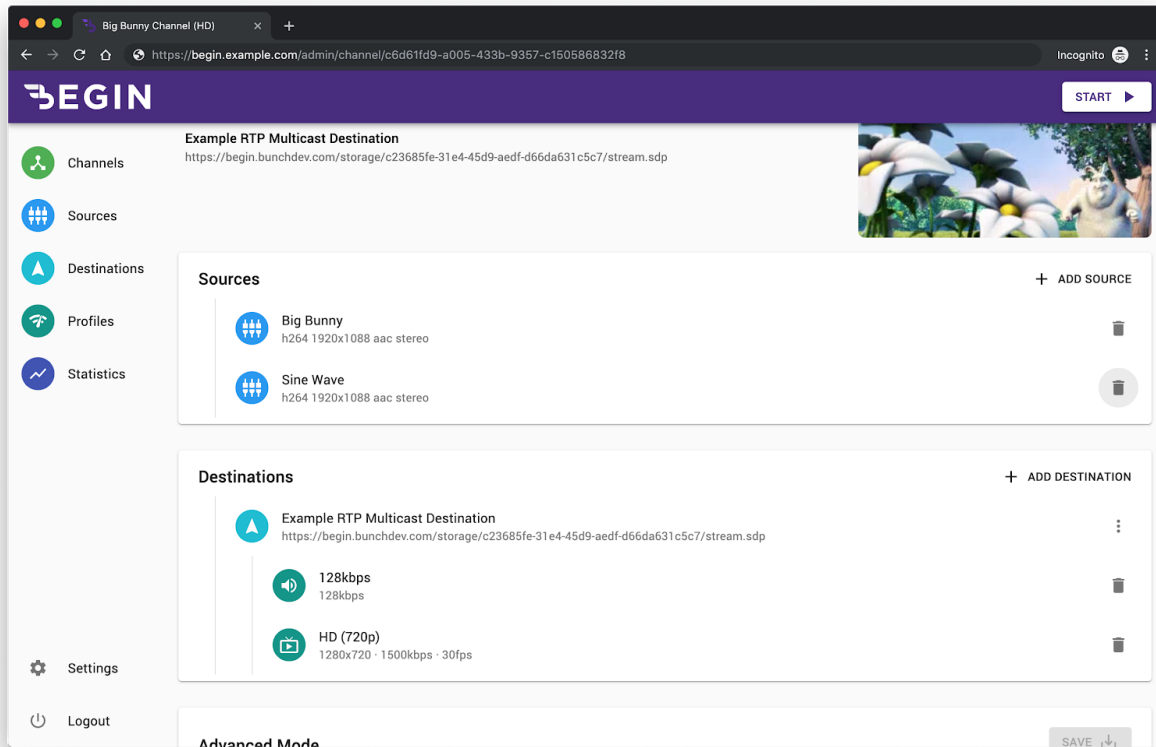 Big Bunny Channel (HD)
https://begin.example.com/admin/channel/c6d61fd9-a005-433b-9357-c150586832f8
Incognito
BEGIN
START
Example RTP Multicast Destination
https://begin.bunchdev.com/storage/c23685fe-31e4-45d9-aedf-d66da631c5c7/stream.sdp
Channels
Sources
Destinations
Profiles
Statistics
Settings
Logout
Sources
ADD SOURCE
Big Bunny
h264 1920x1088 aac stereo
Sine Wave
h264 1920x1088 aac stereo
Destinations
ADD DESTINATION
Example RTP Multicast Destination
https://begin.bunchdev.com/storage/c23685fe-31e4-45d9-aedf-d66da631c5c7/stream.sdp
128kbps
128kbps
HD (720p)
1280x720 · 1500kbps · 30fps
Advanced Mode
SAVE